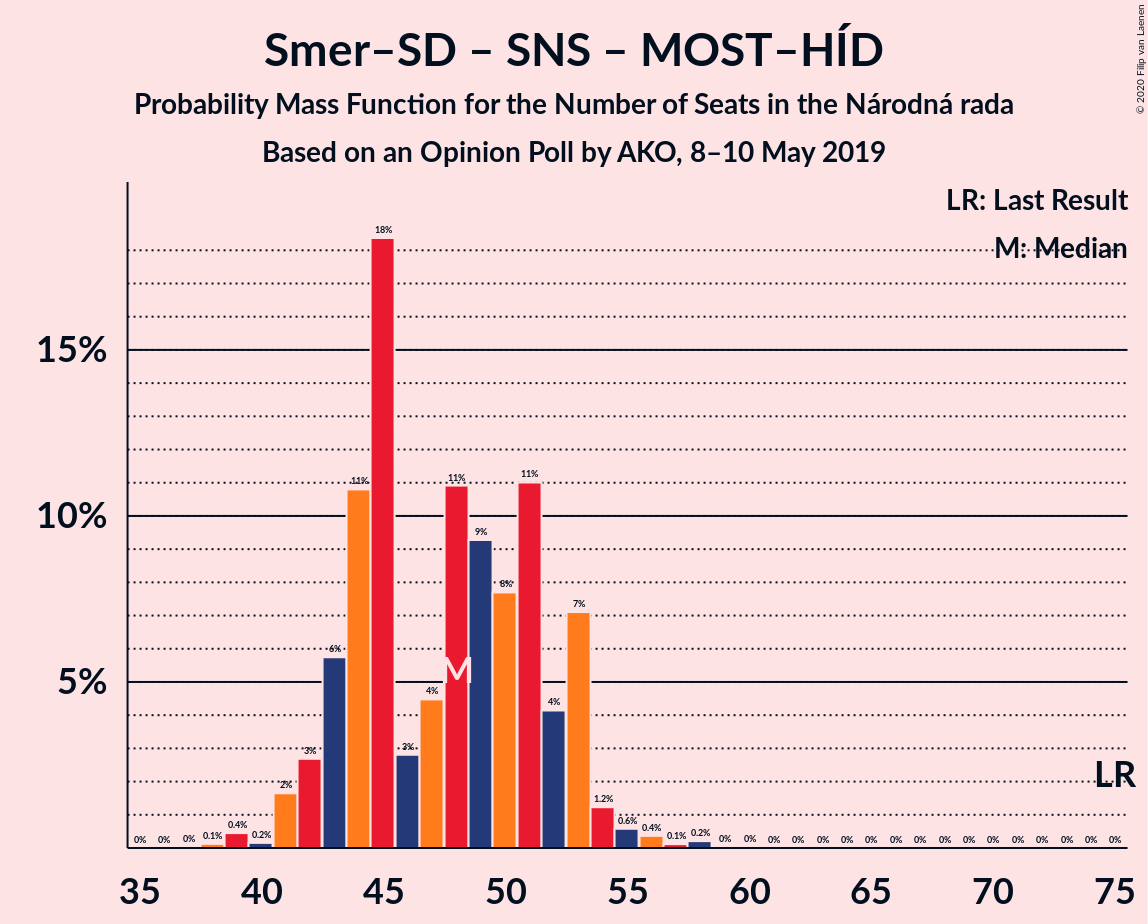 Smer–SD – SNS – MOST–HÍD
Probability Mass Function for the Number of Seats in the Národná rada
Based on an Opinion Poll by AKO, 8–10 May 2019
© 2020 Filip van Laenen
LR: Last Result
M: Median
15%
10%
5%
0% 0% 0% 0.1% 0.4% 0.2% 2% 3% 6% 11% 18% 3% 4% 11% 9% 8% 11% 4% 7% 1.2% 0.6% 0.4% 0.1% 0.2% 0% 0% 0% 0% 0% 0% 0% 0% 0% 0% 0% 0% 0% 0% 0% 0% 0%
M
LR
35 40 45 50 55 60 65 70 75